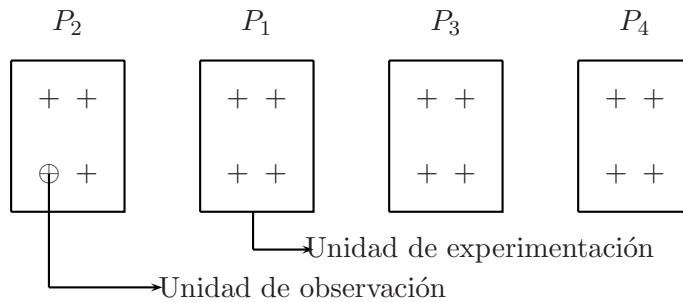 P₂ P₁ P₃ P₄
Unidad de experimentación
Unidad de observación